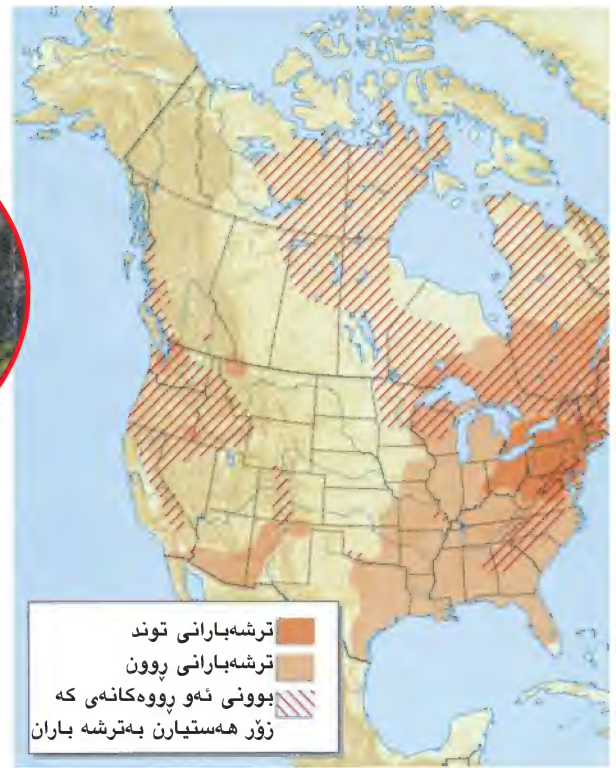 ترشەبارانی توند
ترشەبارانی ڕوون
بوونی ئەو ڕووەکانەی کە
زۆر هەستیارن بەترشە باران